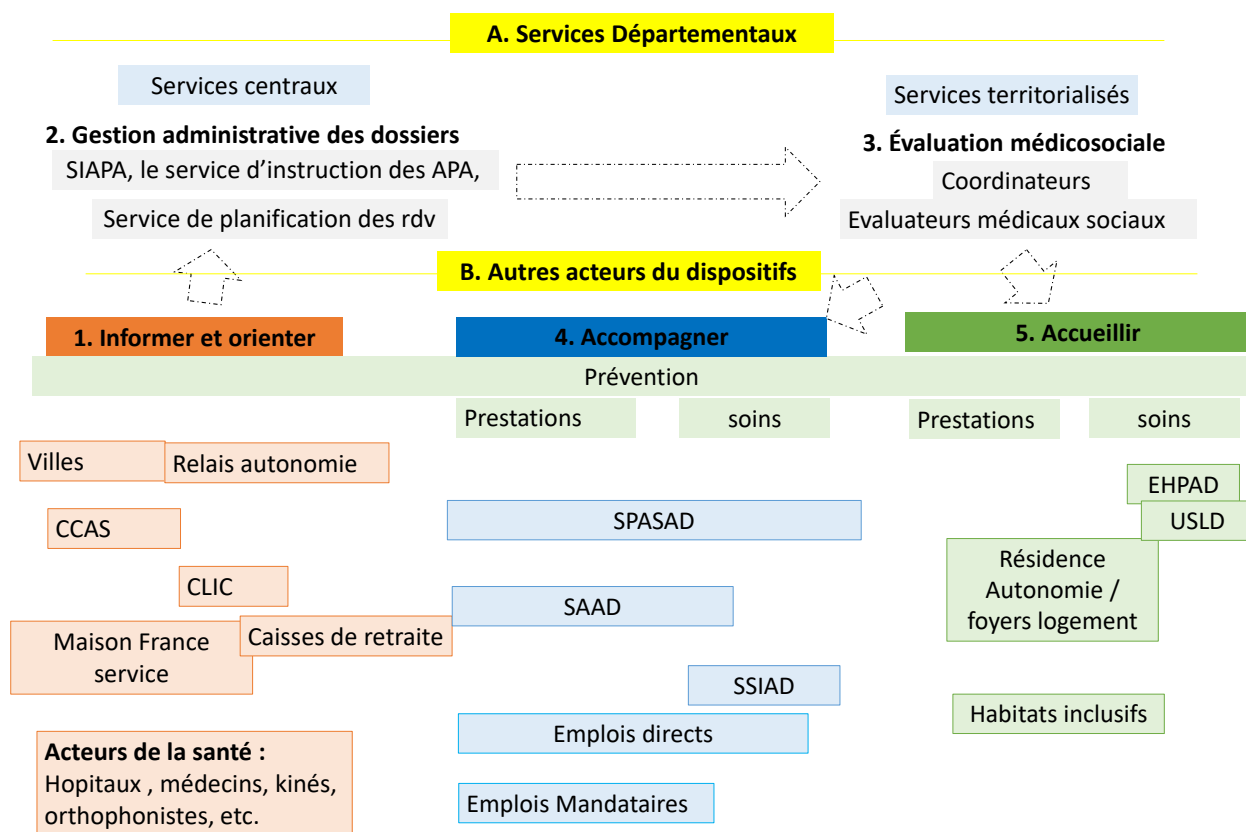 A. Services Départementaux
Services centraux
Services territorialisés
2. Gestion administrative des dossiers
3. Évaluation médicosociale
SIAPA, le service d’instruction des APA,
Coordinateurs
Service de planification des rdv
Evaluateurs médicaux sociaux
B. Autres acteurs du dispositifs
1. Informer et orienter
4. Accompagner
5. Accueillir
Prévention
Prestations
soins
Prestations
soins
Villes
Relais autonomie
EHPAD
CCAS
SPASAD
USLD
Résidence
Autonomie /
foyers logement
CLIC
SAAD
Maison France
service
Caisses de retraite
SSIAD
Habitats inclusifs
Emplois directs
Acteurs de la santé :
Hopitaux , médecins, kinés,
orthophonistes, etc.
Emplois Mandataires